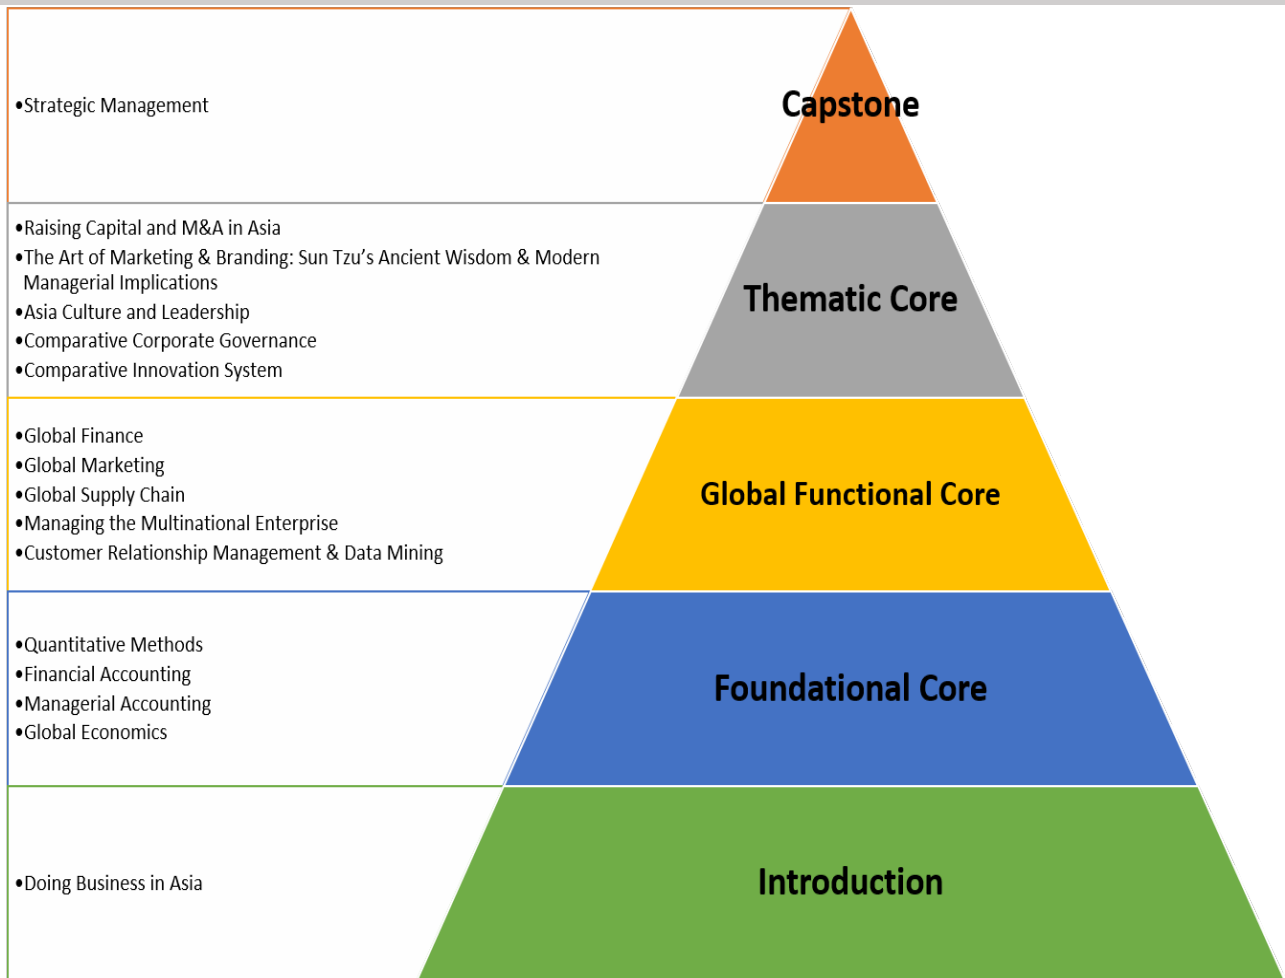 •Strategic Management
Capstone
•Raising Capital and M&A in Asia
•The Art of Marketing & Branding: Sun Tzu’s Ancient Wisdom & Modern
Managerial Implications
•Asia Culture and Leadership
•Comparative Corporate Governance
•Comparative Innovation System
Thematic Core
•Global Finance
•Global Marketing
•Global Supply Chain
•Managing the Multinational Enterprise
•Customer Relationship Management & Data Mining
Global Functional Core
•Quantitative Methods
•Financial Accounting
•Managerial Accounting
•Global Economics
Foundational Core
•Doing Business in Asia
Introduction